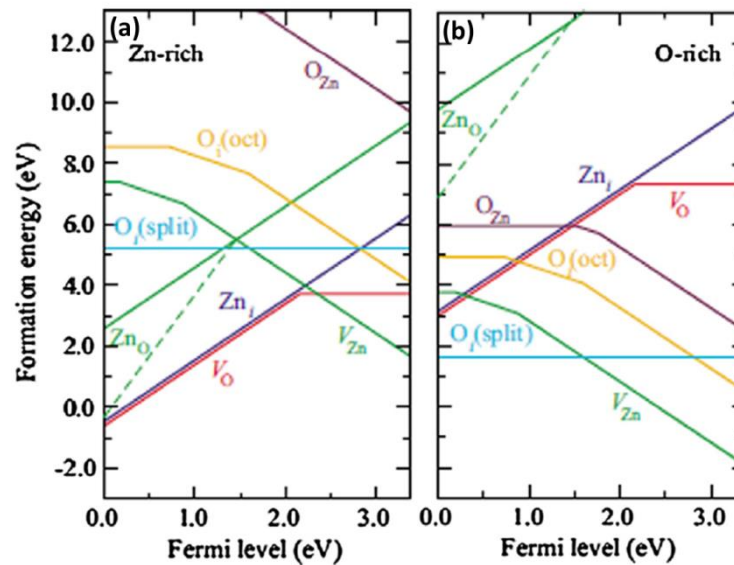 (a)
Zn-rich
12.0
10.0
8.0
6.0
4.0
2.0
0.0
-2.0
Formation energy (eV)
O_Zn
O_i(oct)
O_i(split)
Zn_i
Zn_O
V_O
V_Zn
0.0 1.0 2.0 3.0
Fermi level (eV)
(b)
O-rich
Zn_O
Zn_i
V_O
O_Zn
O_i(oct)
O_i(split)
V_Zn
0.0 1.0 2.0 3.0
Fermi level (eV)